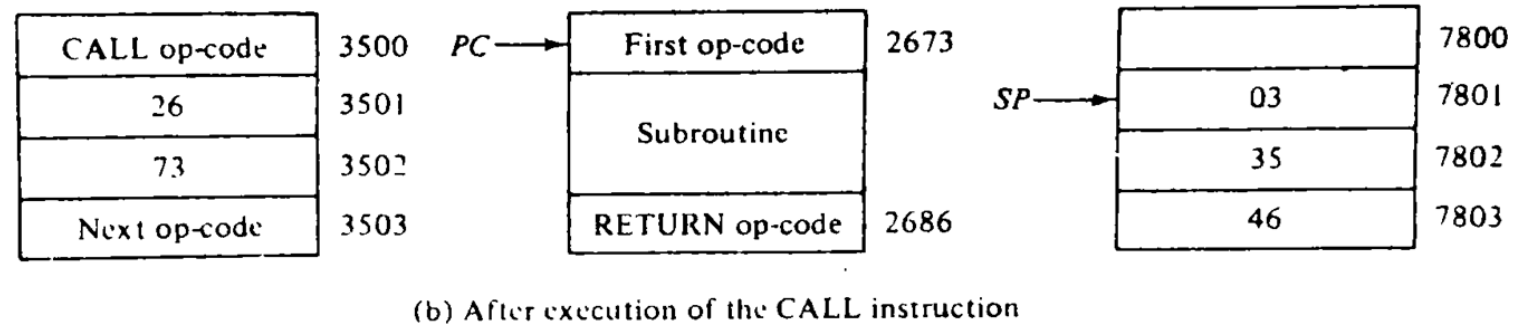 CALL op-code 3500
26 3501
73 3502
Next op-code 3503
PC
First op-code 2673
Subroutine
RETURN op-code 2686
7800
SP
03 7801
35 7802
46 7803
(b) After execution of the CALL instruction